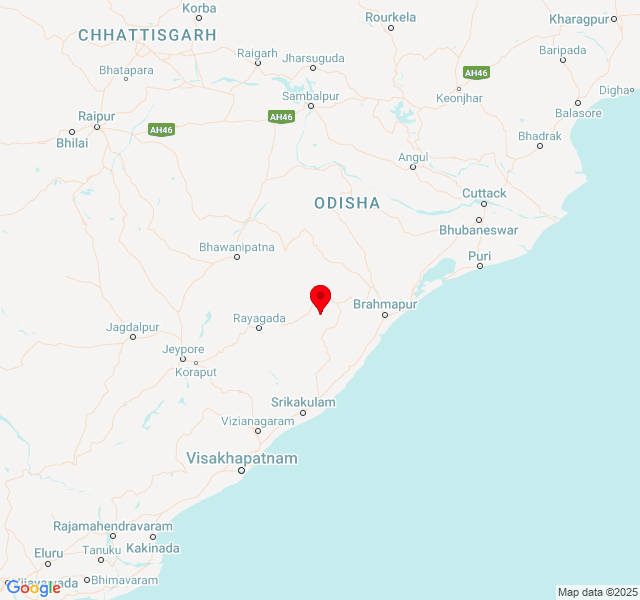 Korba
Rourkela
Kharagpur
CHHATTISGARH
Raigarh
Jharsuguda
Baripada
Bhatapara
AH46
Keonjhar
Digha
Sambalpur
Balasore
Raipur
AH46
AH46
Bhilai
Bhadrak
Angul
Cuttack
ODISHA
Bhubaneswar
Bhawanipatna
Puri
Brahmapur
Rayagada
Jagdalpur
Jeypore
Koraput
Srikakulam
Vizianagaram
Visakhapatnam
Rajamahendravaram
Kakinada
Eluru
Tanuku
Bhimavaram
Vijayawada
Google
Map data ©2025